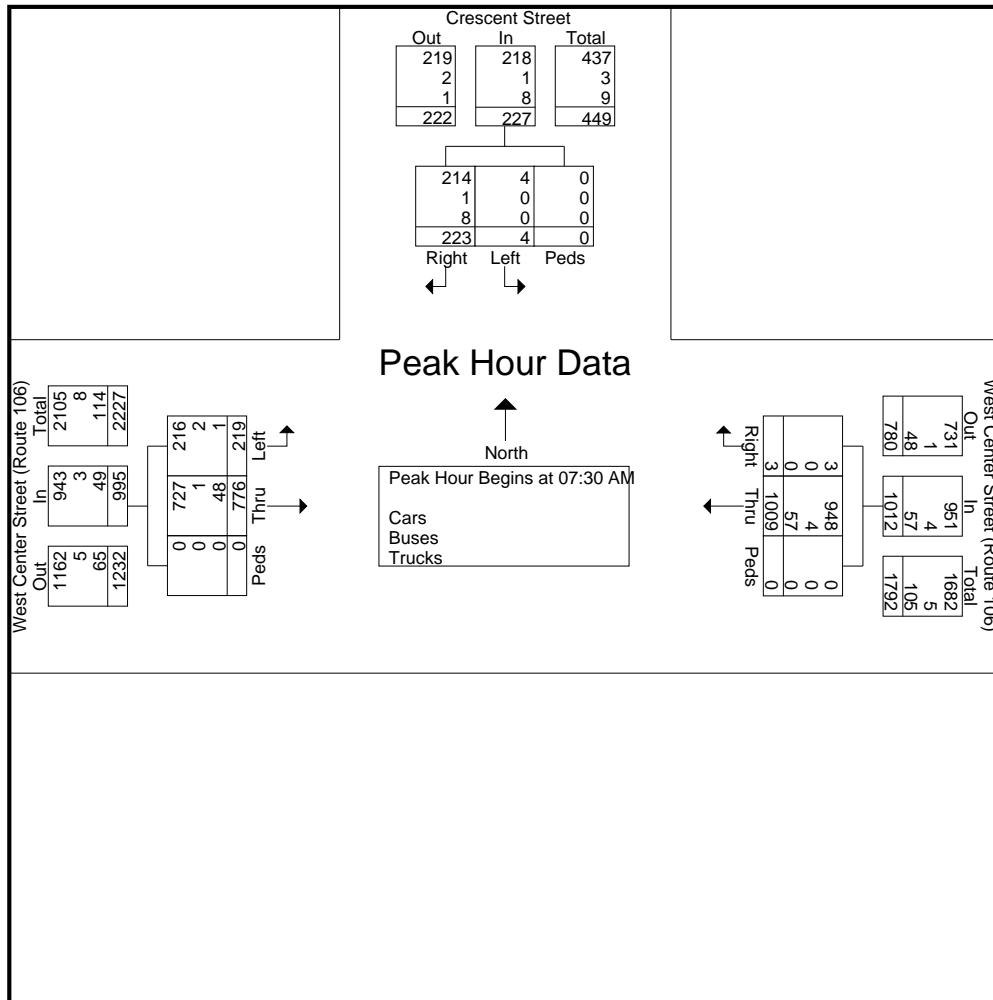 Crescent Street
Out In Total
219 218 437
2 1 3
1 8 9
222 227 449
214 4 0
1 0 0
8 0 0
223 4 0
Right Left Peds
Peak Hour Data
North
Peak Hour Begins at 07:30 AM
Cars
Buses
Trucks
West Center Street (Route 106)
Out In Total
1162 943 2105
5 3 8
65 49 114
1232 995 2227
216 727 0
2 1 0
1 48 0
219 776 0
Left Thru Peds
West Center Street (Route 106)
Out In Total
731 951 1682
1 4 5
48 57 105
780 1012 1792
3 948 0
0 4 0
0 57 0
3 1009 0
Right Thru Peds